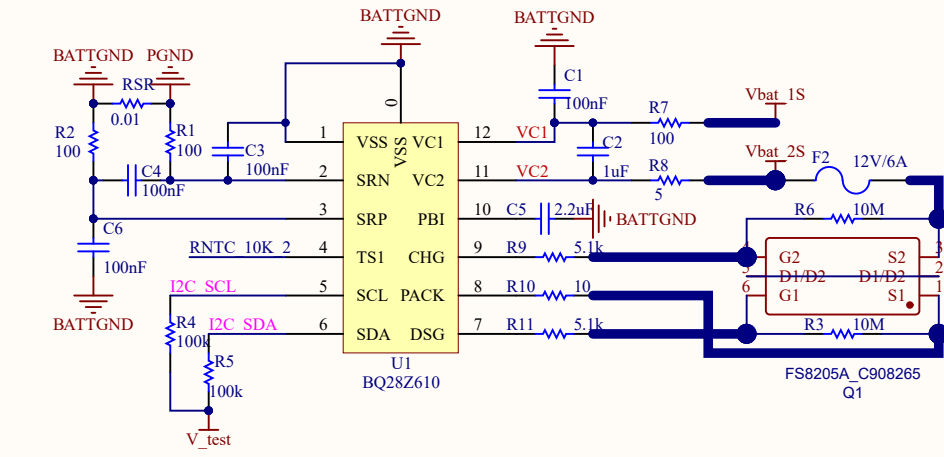 BATTGND
BATTGND
BATTGND PGND
RSR
0.01
R2
100
R1
100
C4
100nF
C3
100nF
C6
100nF
BATTGND
0
C1
100nF
R7
100
Vbat_1S
C2
1uF
R8
5
Vbat_2S
F2
12V/6A
1 VSS VSS VC1 12 VC1
2 SRN VC2 11 VC2
3 SRP PBI 10 C5 2.2uF BATTGND
RNTC_10K_2 4 TS1 CHG 9 R9 5.1k
I2C_SCL 5 SCL PACK 8 R10 10
I2C_SDA 6 SDA DSG 7 R11 5.1k
R4
100k
R5
100k
V_test
U1
BQ28Z610
R6 10M
4 G2 S2 3
5 D1/D2 D1/D2 2
6 G1 S1 1
R3 10M
FS8205A_C908265
Q1